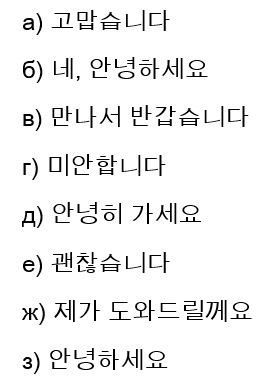 а) 고맙습니다
б) 네, 안녕하세요
в) 만나서 반갑습니다
г) 미안합니다
д) 안녕히 가세요
е) 괜찮습니다
ж) 제가 도와드릴께요
з) 안녕하세요